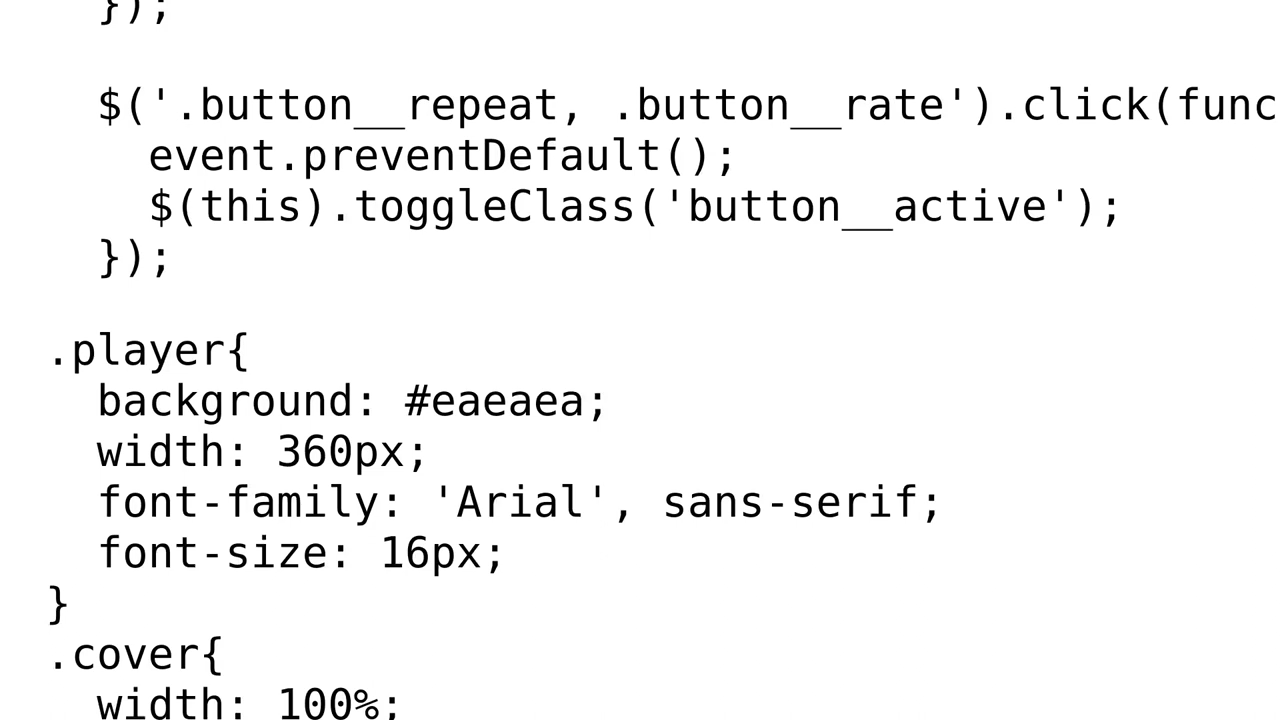 });
$('.button__repeat, .button__rate').click(func
event.preventDefault();
$(this).toggleClass('button__active');
});
.player{
background: #eaeaea;
width: 360px;
font-family: 'Arial', sans-serif;
font-size: 16px;
}
.cover{
width: 100%;